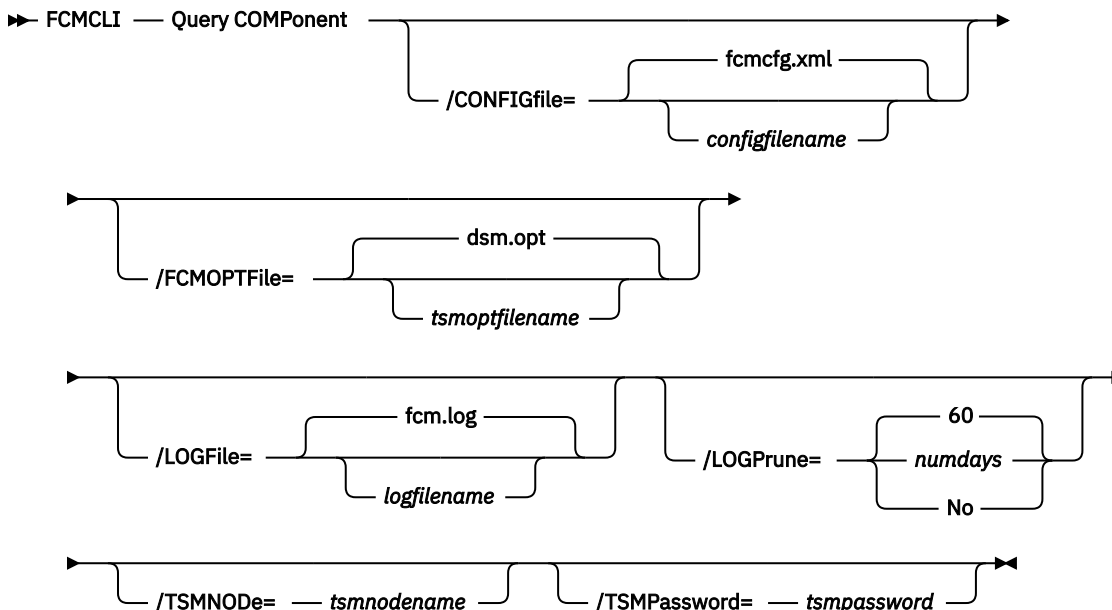 FCMCLI Query COMPonent
fcmcfg.xml
/CONFIGfile=
configfilename
dsm.opt
/FCMOPTFile=
tsmoptfilename
fcm.log
/LOGFile=
logfilename
60
/LOGPrune= numdays
No
/TSMNODe= tsmnodename /TSMPassword= tsmpassword